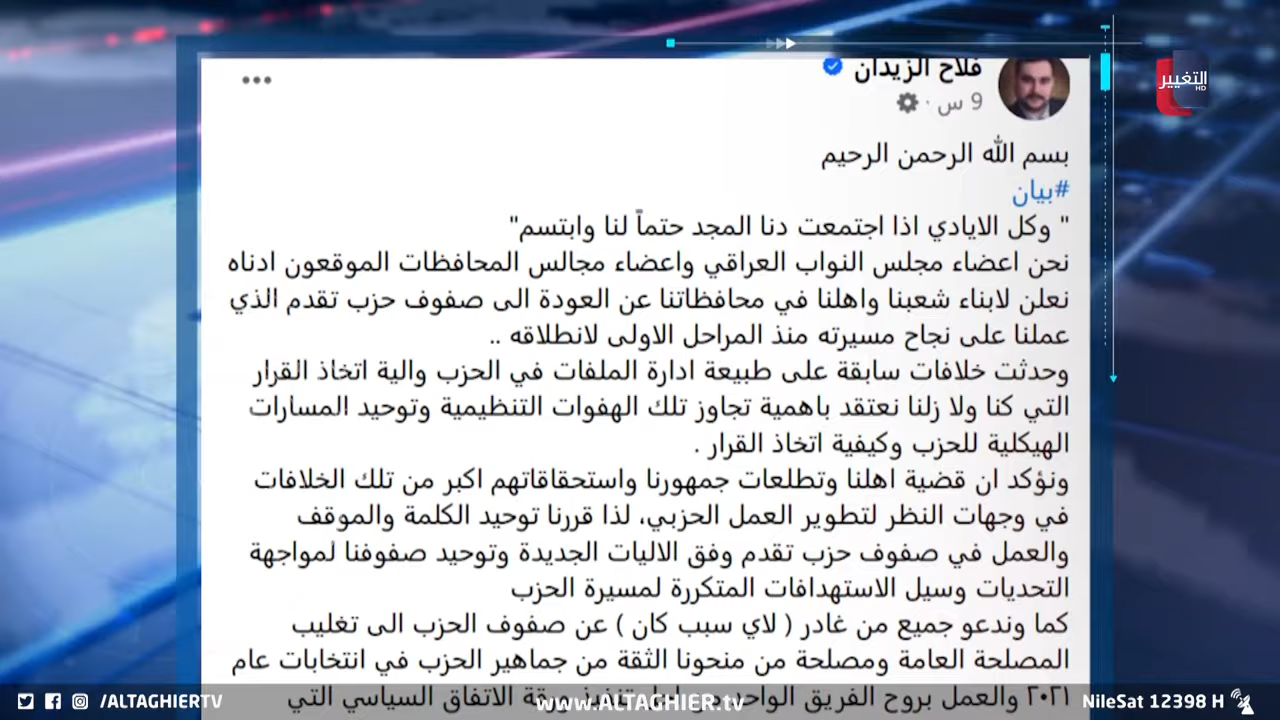 فلاح الزيدان
9 س ·
التغيير
HD
بسم الله الرحمن الرحيم
#بيان
" وكل الايادي اذا اجتمعت دنا المجد حتماً لنا وابتسم"
نحن اعضاء مجلس النواب العراقي واعضاء مجالس المحافظات الموقعون ادناه
نعلن لابناء شعبنا واهلنا في محافظاتنا عن العودة الى صفوف حزب تقدم الذي
عملنا على نجاح مسيرته منذ المراحل الاولى لانطلاقه ..
وحدثت خلافات سابقة على طبيعة ادارة الملفات في الحزب والية اتخاذ القرار
التي كنا ولا زلنا نعتقد باهمية تجاوز تلك الهفوات التنظيمية وتوحيد المسارات
الهيكلية للحزب وكيفية اتخاذ القرار .
ونؤكد ان قضية اهلنا وتطلعات جمهورنا واستحقاقاتهم اكبر من تلك الخلافات
في وجهات النظر لتطوير العمل الحزبي، لذا قررنا توحيد الكلمة والموقف
والعمل في صفوف حزب تقدم وفق الاليات الجديدة وتوحيد صفوفنا لمواجهة
التحديات وسيل الاستهدافات المتكررة لمسيرة الحزب
كما وندعو جميع من غادر ( لاي سبب كان ) عن صفوف الحزب الى تغليب
المصلحة العامة ومصلحة من منحونا الثقة من جماهير الحزب في انتخابات عام
٢٠٢١ والعمل بروح الفريق الواحد تنفيذ ورقة الاتفاق السياسي التي
/ALTAGHIERTV
www.ALTAGHIER.tv
NileSat 12398 H